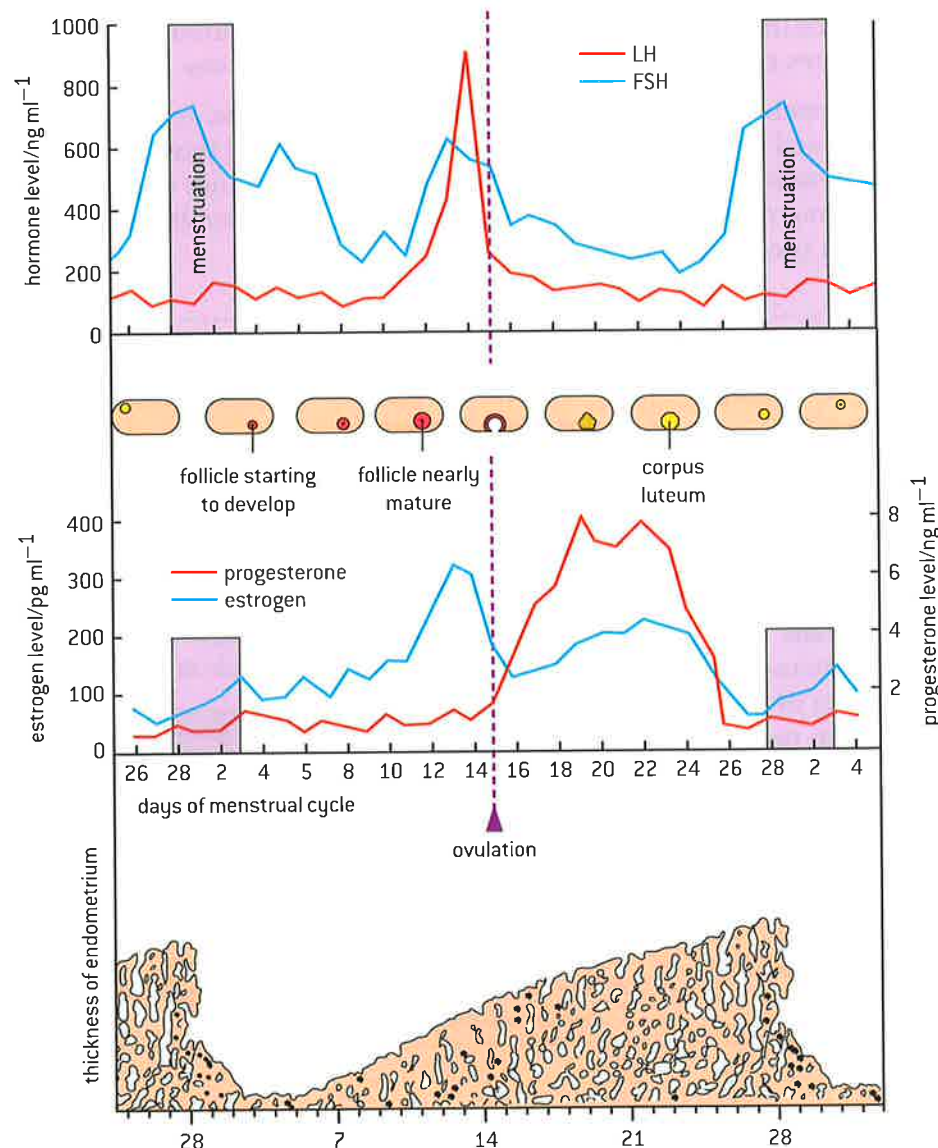 1000
800
600
400
200
0
hormone level/ng ml−1
menstruation
LH
FSH
menstruation
follicle starting
to develop
follicle nearly
mature
corpus
luteum
400
300
200
100
0
estrogen level/pg ml−1
progesterone
estrogen
8
6
4
2
progesterone level/ng ml−1
26 28 2 4 6 8 10 12 14 16 18 20 22 24 26 28 2 4
days of menstrual cycle
ovulation
thickness of endometrium
28 7 14 21 28